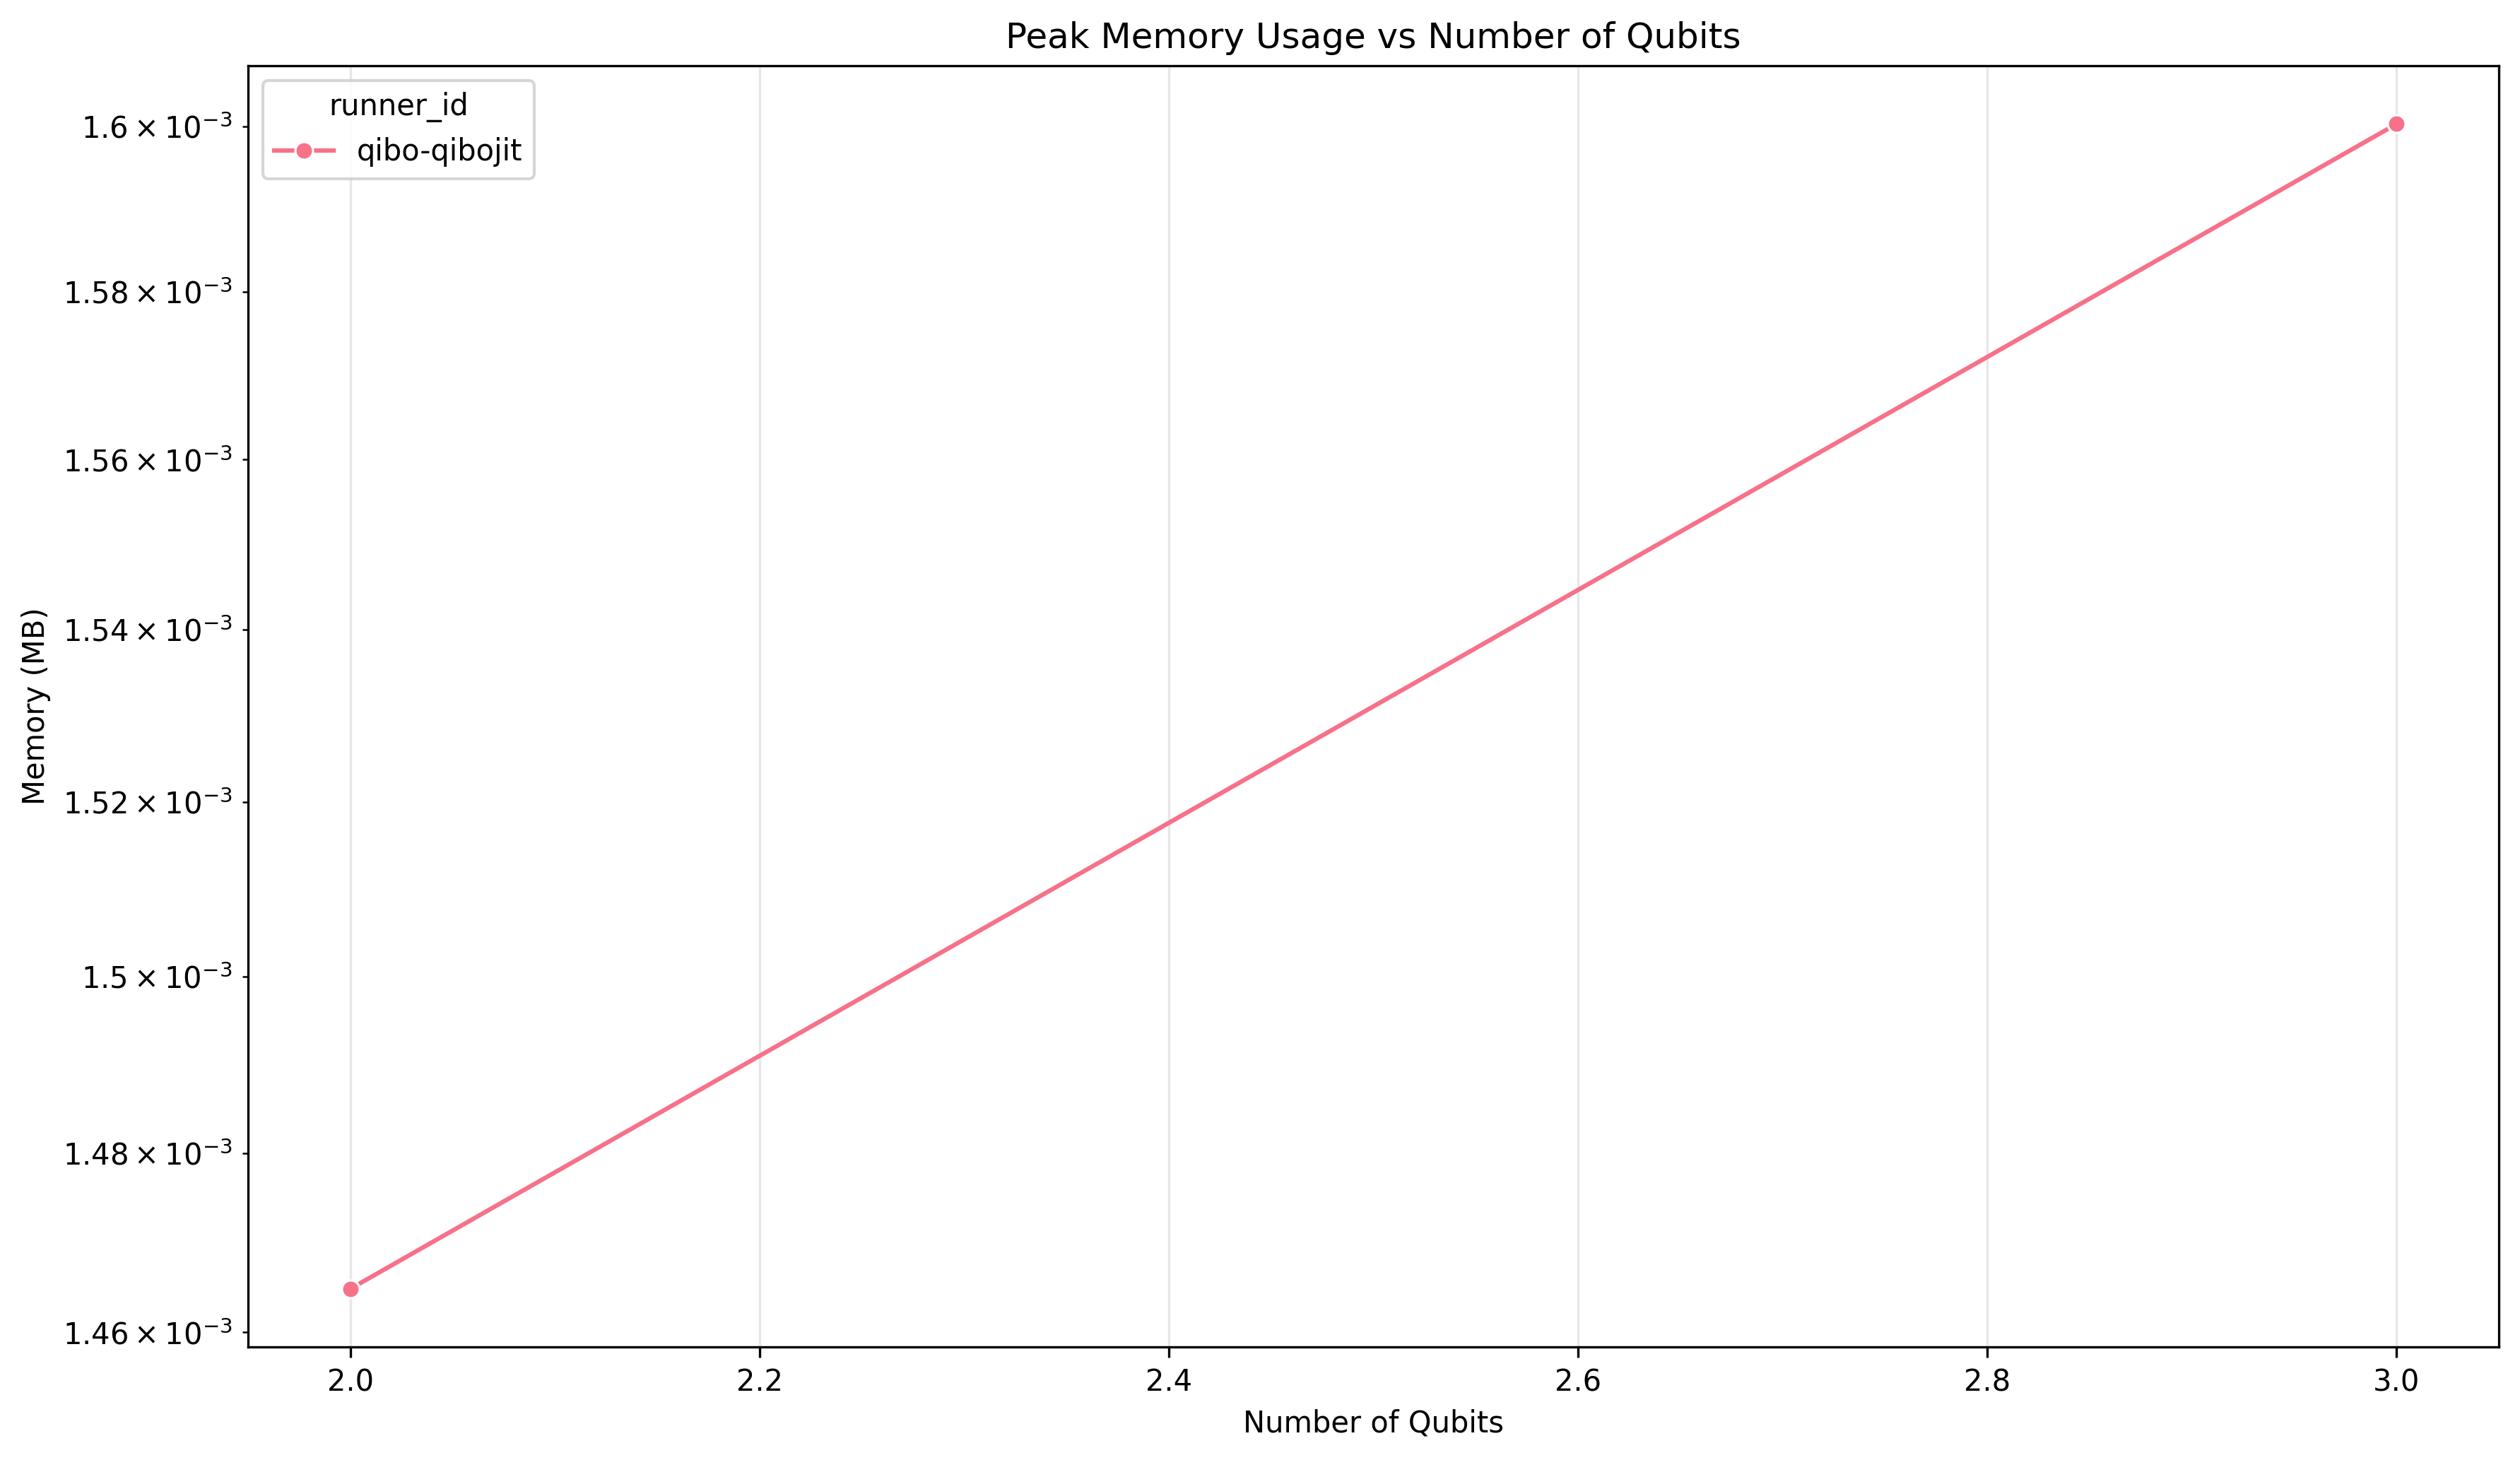 Peak Memory Usage vs Number of Qubits
runner_id
qibo-qibojit
1.6 × 10⁻³
1.58 × 10⁻³
1.56 × 10⁻³
1.54 × 10⁻³
1.52 × 10⁻³
1.5 × 10⁻³
1.48 × 10⁻³
1.46 × 10⁻³
Memory (MB)
2.0 2.2 2.4 2.6 2.8 3.0
Number of Qubits